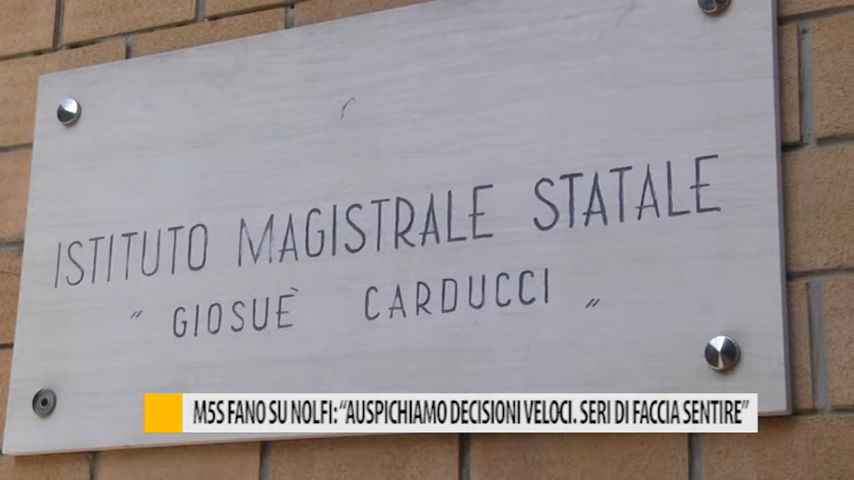 ISTITUTO MAGISTRALE STATALE
" GIOSUÈ CARDUCCI "
M5S FANO SU NOLFI: “AUSPICHIAMO DECISIONI VELOCI. SERI DI FACCIA SENTIRE”